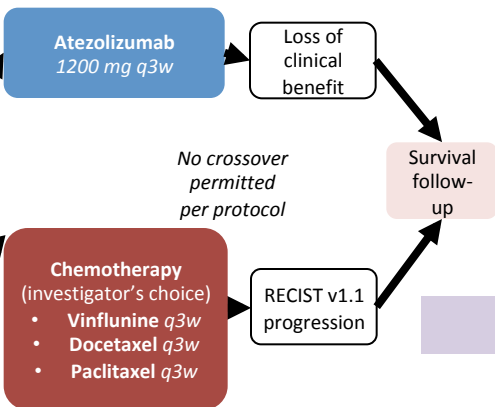 Atezolizumab
1200 mg q3w
Loss of
clinical
benefit
No crossover
permitted
per protocol
Survival
follow-
up
Chemotherapy
(investigator’s choice)
• Vinflunine q3w
• Docetaxel q3w
• Paclitaxel q3w
RECIST v1.1
progression